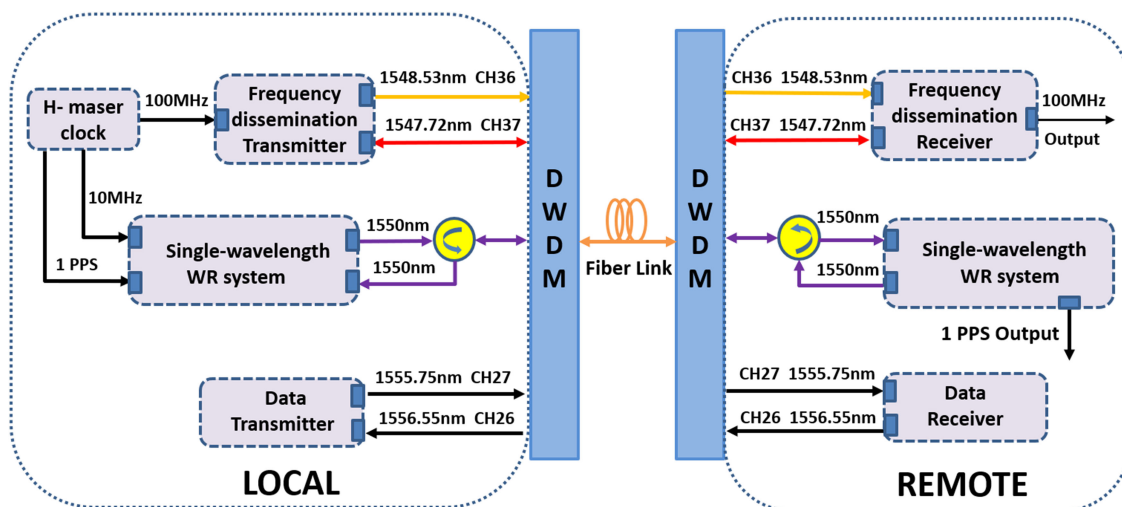 H- maser
clock
100MHz
Frequency
dissemination
Transmitter
1548.53nm CH36
1547.72nm CH37
10MHz
1 PPS
Single-wavelength
WR system
1550nm
1550nm
Data
Transmitter
1555.75nm CH27
1556.55nm CH26
LOCAL
D
W
D
M
Fiber Link
D
W
D
M
CH36 1548.53nm
CH37 1547.72nm
Frequency
dissemination
Receiver
100MHz
Output
1550nm
1550nm
Single-wavelength
WR system
1 PPS Output
CH27 1555.75nm
CH26 1556.55nm
Data
Receiver
REMOTE